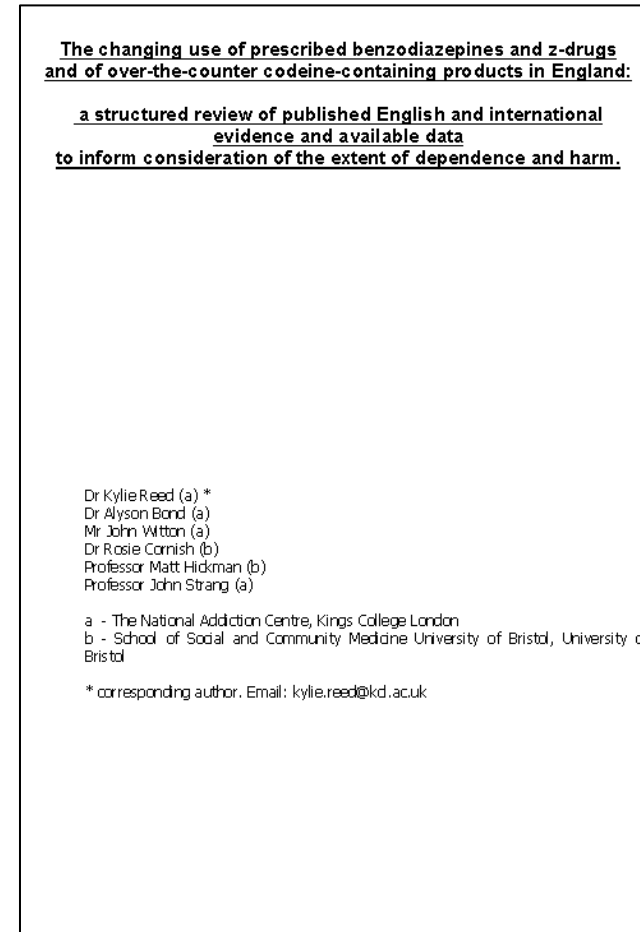 The changing use of prescribed benzodiazepines and z-drugs
and of over-the-counter codeine-containing products in England:
a structured review of published English and international
evidence and available data
to inform consideration of the extent of dependence and harm.
Dr Kylie Reed (a) *
Dr Alyson Bond (a)
Mr John Witton (a)
Dr Rosie Cornish (b)
Professor Matt Hickman (b)
Professor John Strang (a)
a - The National Addiction Centre, Kings College London
b - School of Social and Community Medicine University of Bristol, University o
Bristol
* corresponding author. Email: kylie.reed@kcl.ac.uk